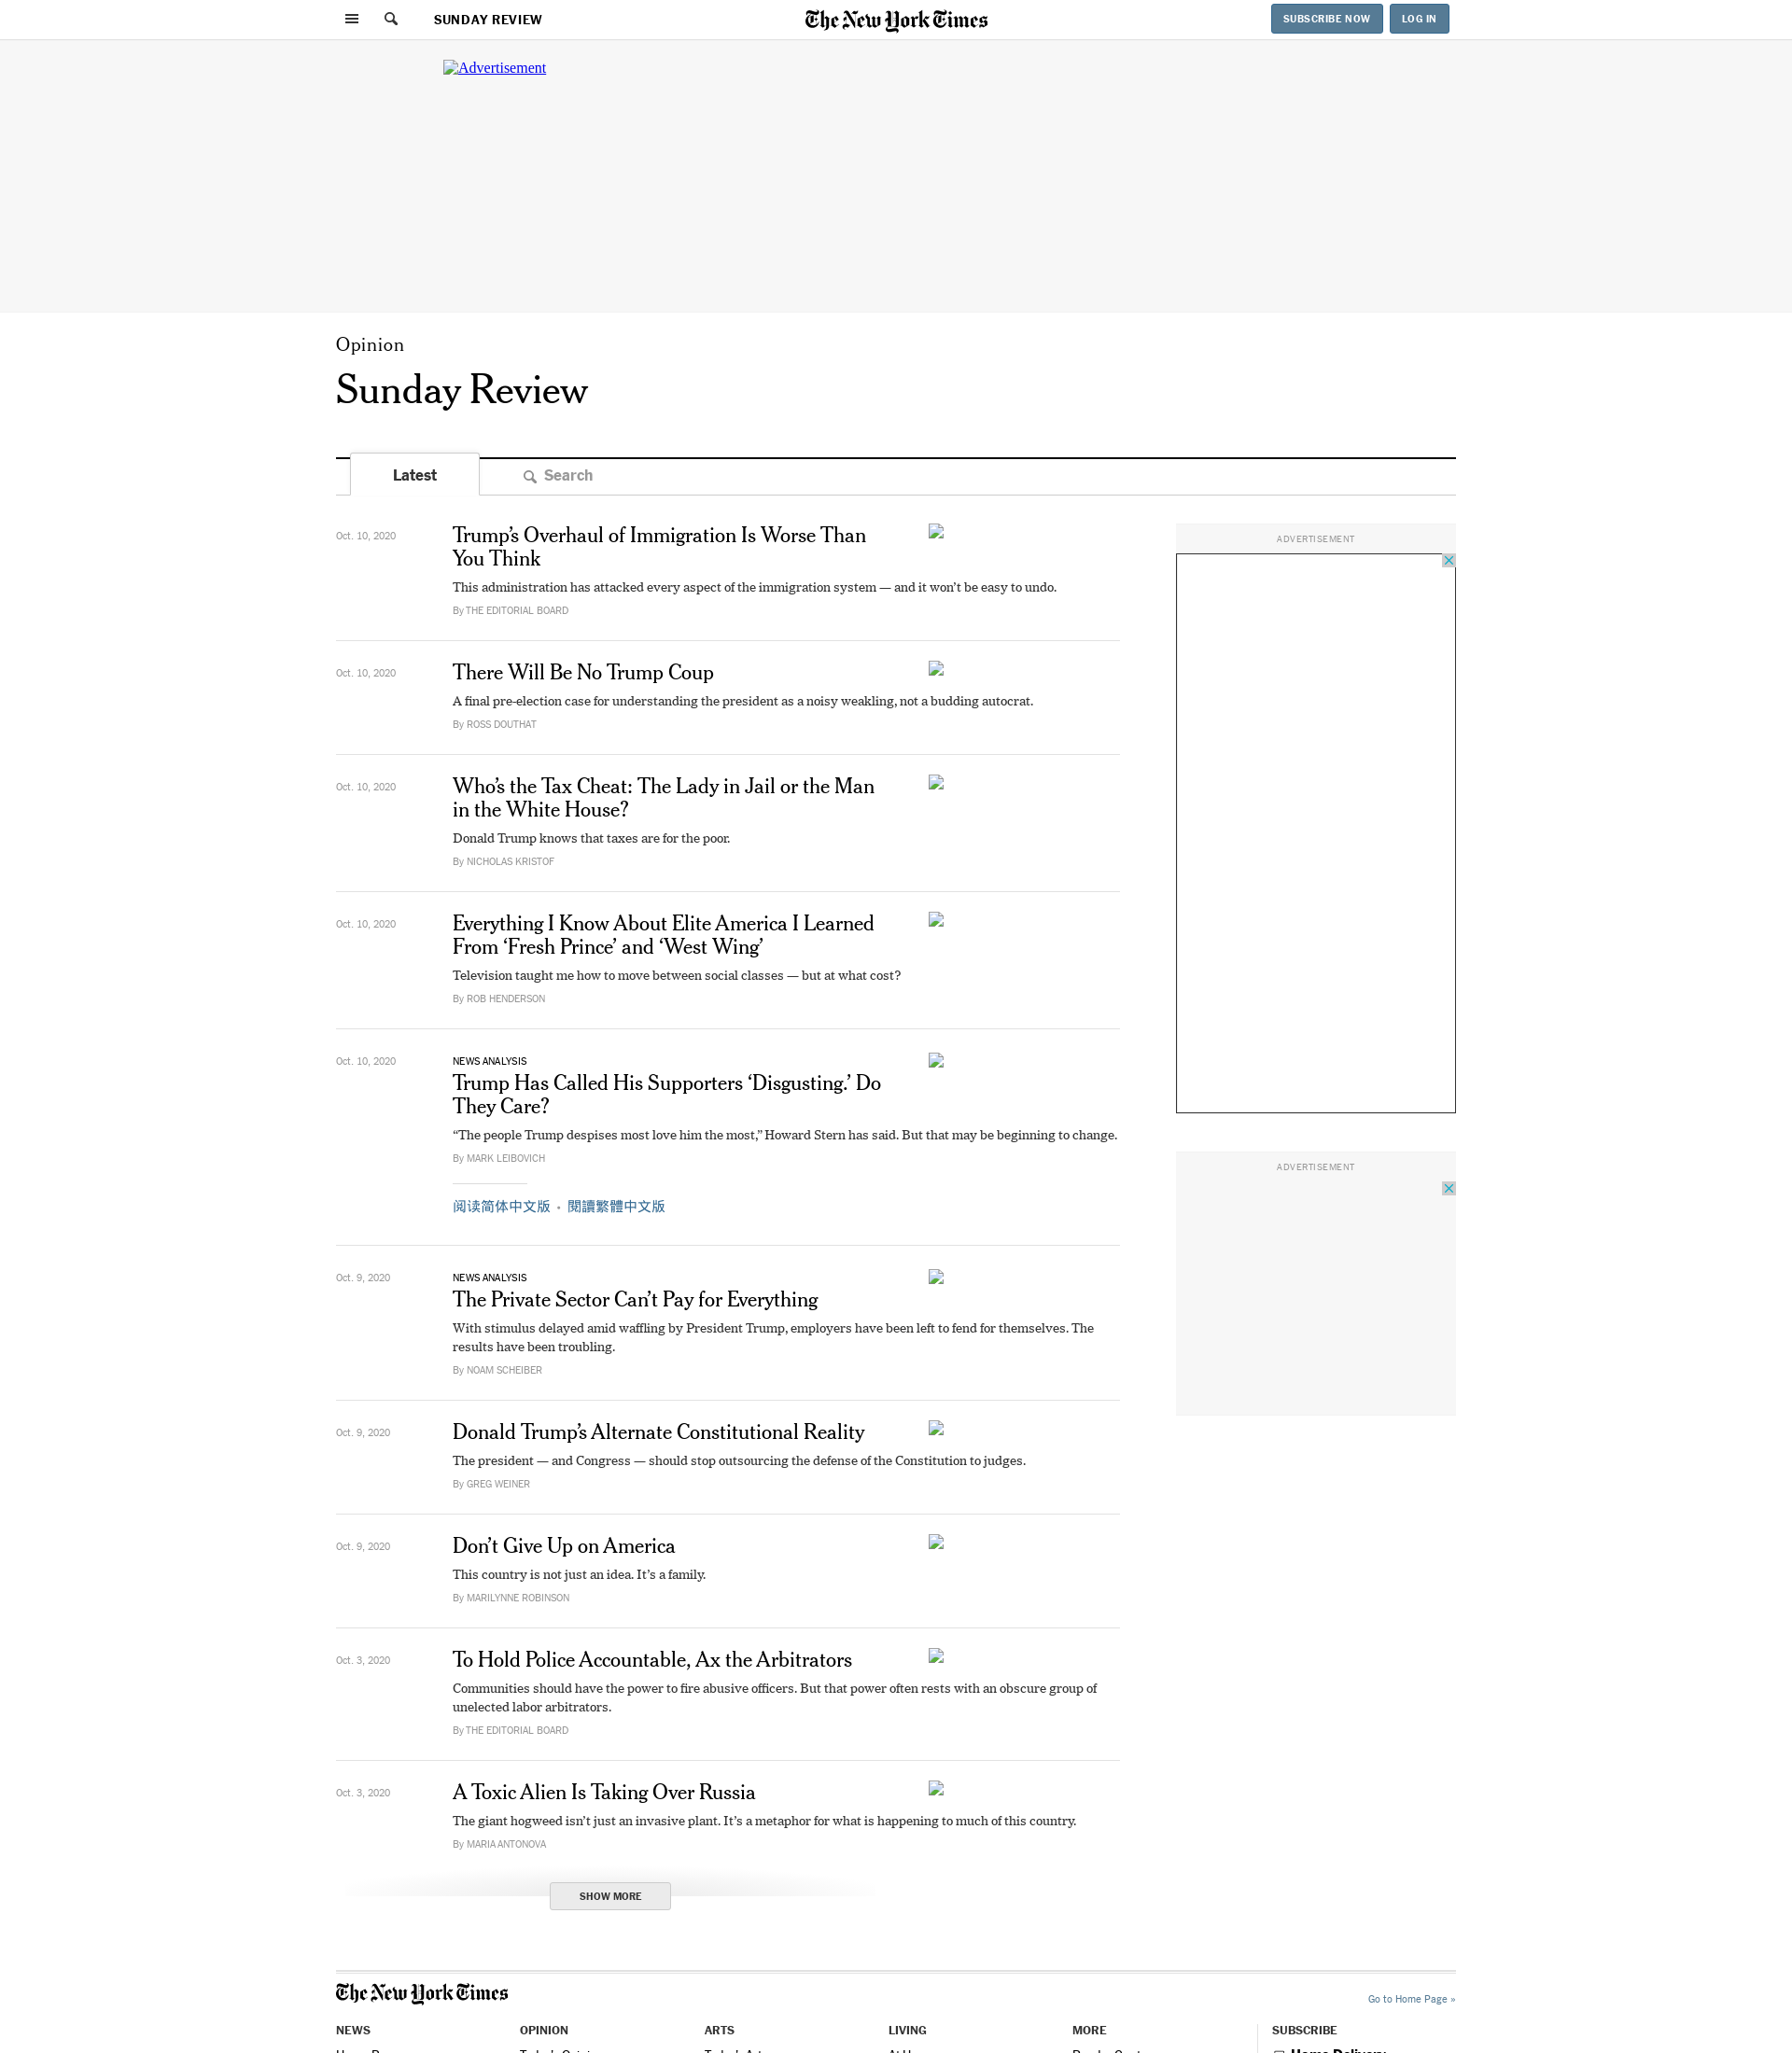 SUNDAY REVIEW
The New York Times
SUBSCRIBE NOW
LOG IN
Advertisement
Opinion
Sunday Review
Latest
Search
Oct. 10, 2020
Trump’s Overhaul of Immigration Is Worse Than
You Think
This administration has attacked every aspect of the immigration system — and it won’t be easy to undo.
By THE EDITORIAL BOARD
ADVERTISEMENT
Oct. 10, 2020
There Will Be No Trump Coup
A final pre-election case for understanding the president as a noisy weakling, not a budding autocrat.
By ROSS DOUTHAT
Oct. 10, 2020
Who’s the Tax Cheat: The Lady in Jail or the Man
in the White House?
Donald Trump knows that taxes are for the poor.
By NICHOLAS KRISTOF
Oct. 10, 2020
Everything I Know About Elite America I Learned
From ‘Fresh Prince’ and ‘West Wing’
Television taught me how to move between social classes — but at what cost?
By ROB HENDERSON
Oct. 10, 2020
NEWS ANALYSIS
Trump Has Called His Supporters ‘Disgusting.’ Do
They Care?
“The people Trump despises most love him the most,” Howard Stern has said. But that may be beginning to change.
By MARK LEIBOVICH
阅读简体中文版 • 閱讀繁體中文版
ADVERTISEMENT
Oct. 9, 2020
NEWS ANALYSIS
The Private Sector Can’t Pay for Everything
With stimulus delayed amid waffling by President Trump, employers have been left to fend for themselves. The
results have been troubling.
By NOAM SCHEIBER
Oct. 9, 2020
Donald Trump’s Alternate Constitutional Reality
The president — and Congress — should stop outsourcing the defense of the Constitution to judges.
By GREG WEINER
Oct. 9, 2020
Don’t Give Up on America
This country is not just an idea. It’s a family.
By MARILYNNE ROBINSON
Oct. 3, 2020
To Hold Police Accountable, Ax the Arbitrators
Communities should have the power to fire abusive officers. But that power often rests with an obscure group of
unelected labor arbitrators.
By THE EDITORIAL BOARD
Oct. 3, 2020
A Toxic Alien Is Taking Over Russia
The giant hogweed isn’t just an invasive plant. It’s a metaphor for what is happening to much of this country.
By MARIA ANTONOVA
SHOW MORE
The New York Times
Go to Home Page »
NEWS
OPINION
ARTS
LIVING
MORE
SUBSCRIBE
Home Delivery